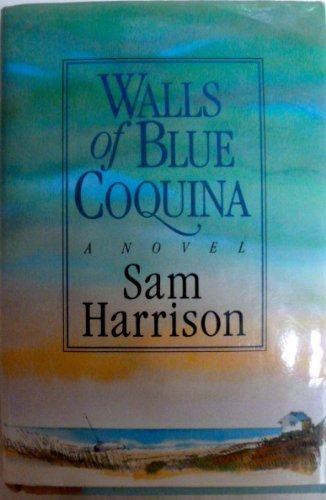 WALLS
of BLUE
COQUINA
A NOVEL
Sam
Harrison